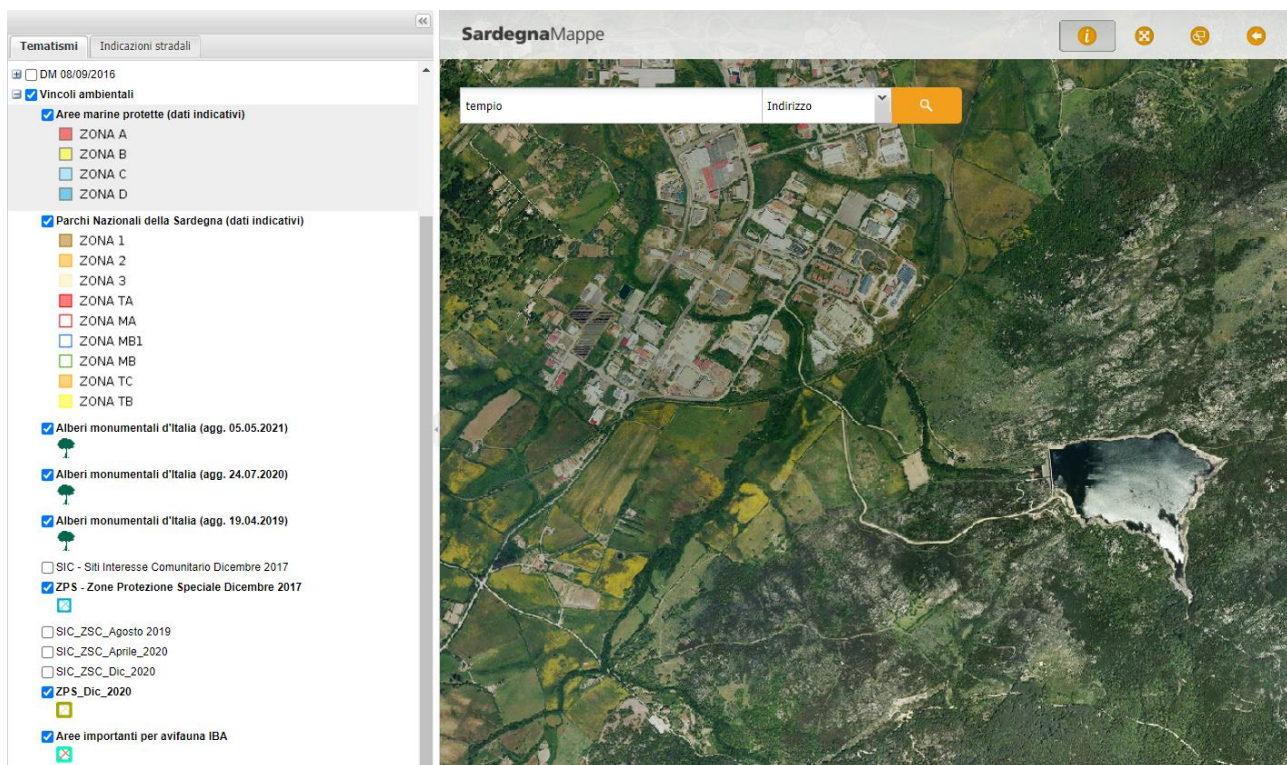 Tematismi
Indicazioni stradali
DM 08/09/2016
Vincoli ambientali
Aree marine protette (dati indicativi)
ZONA A
ZONA B
ZONA C
ZONA D
Parchi Nazionali della Sardegna (dati indicativi)
ZONA 1
ZONA 2
ZONA 3
ZONA TA
ZONA MA
ZONA MB1
ZONA MB
ZONA TC
ZONA TB
Alberi monumentali d'Italia (agg. 05.05.2021)
Alberi monumentali d'Italia (agg. 24.07.2020)
Alberi monumentali d'Italia (agg. 19.04.2019)
SIC - Siti Interesse Comunitario Dicembre 2017
ZPS - Zone Protezione Speciale Dicembre 2017
SIC_ZSC_Agosto 2019
SIC_ZSC_Aprile_2020
SIC_ZSC_Dic_2020
ZPS_Dic_2020
Aree importanti per avifauna IBA
SardegnaMappe
tempio
Indirizzo